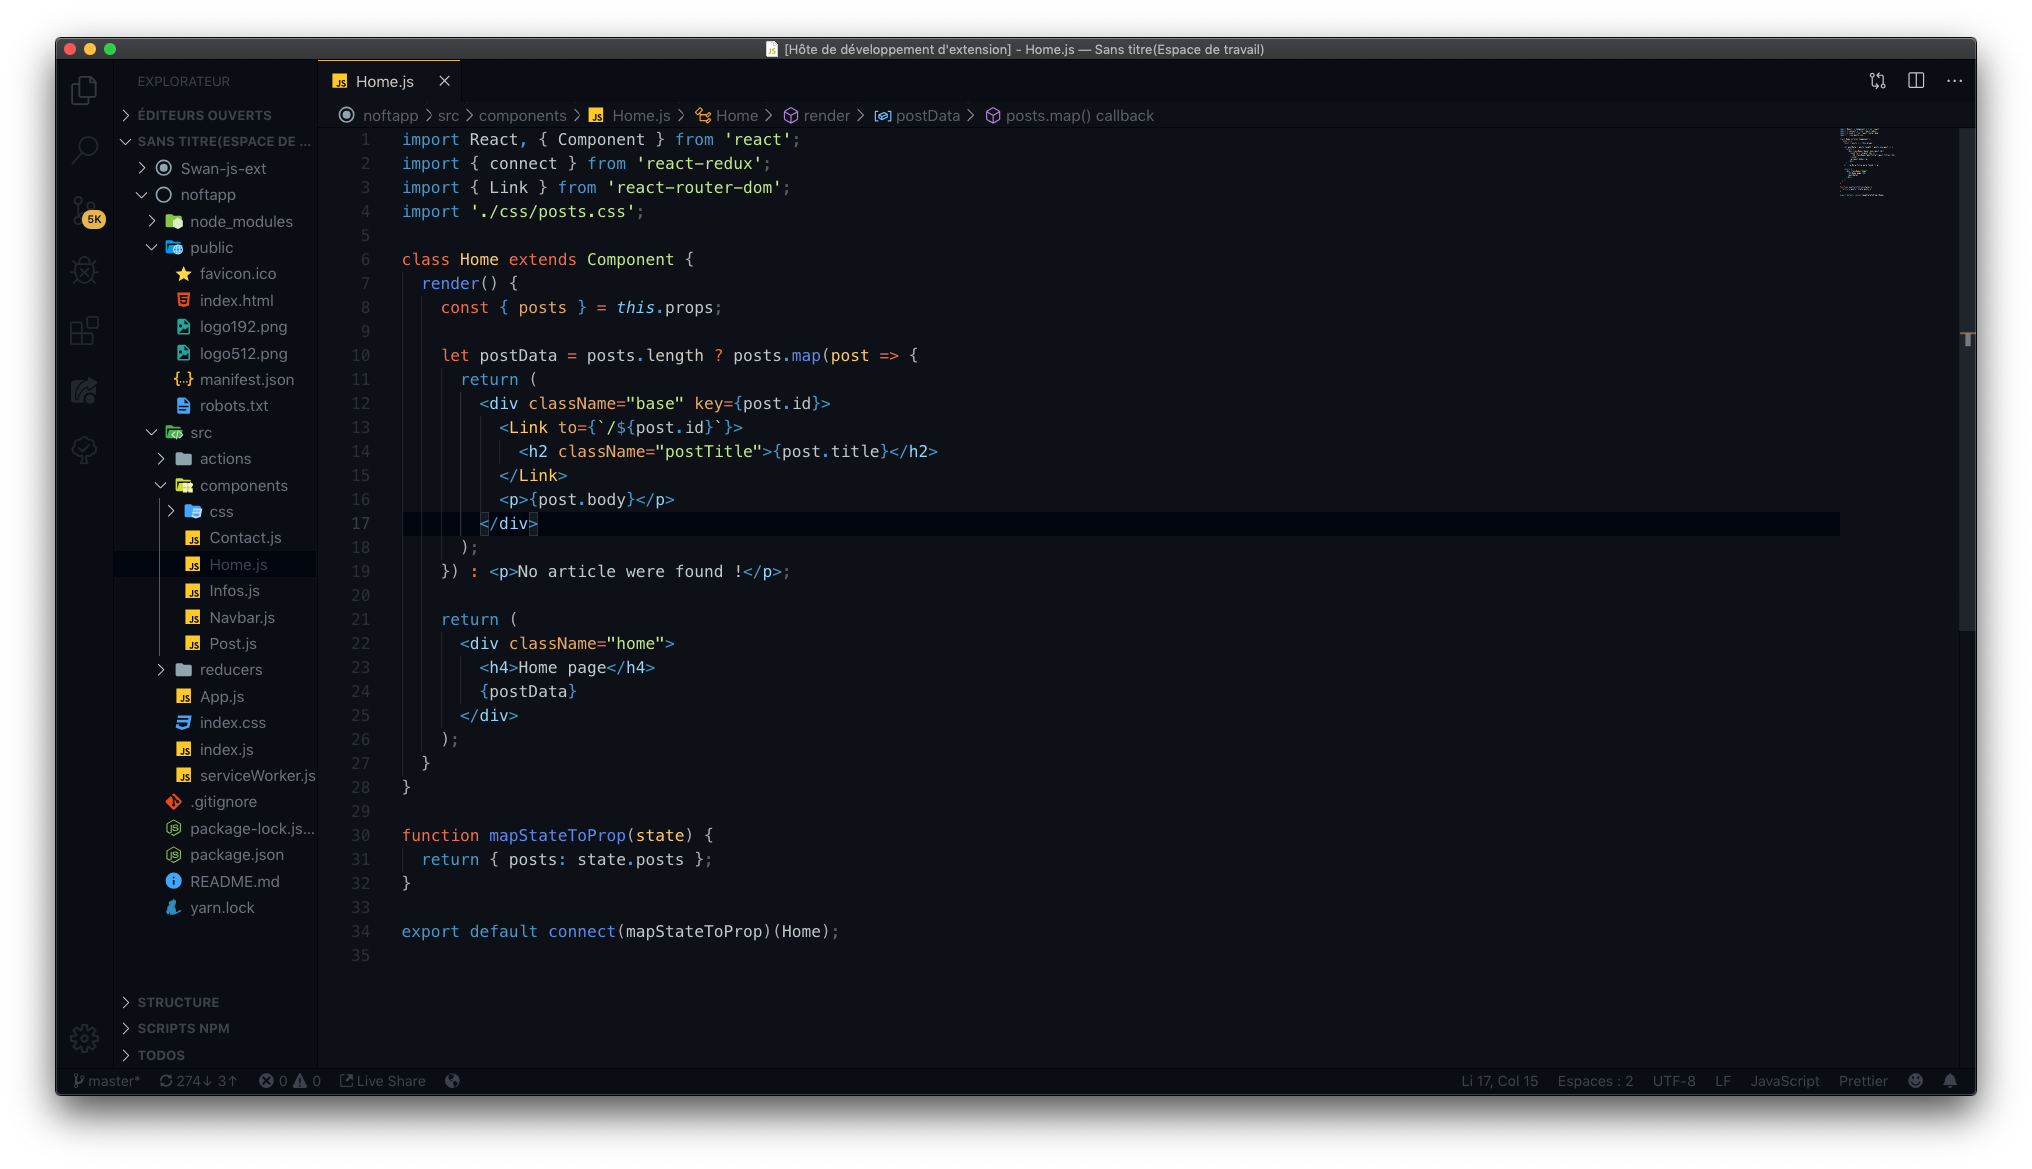 [Hôte de développement d'extension] - Home.js — Sans titre(Espace de travail)
EXPLORATEUR
ÉDITEURS OUVERTS
SANS TITRE(ESPACE DE ...
Swan-js-ext
noftapp
node_modules
public
favicon.ico
index.html
logo192.png
logo512.png
manifest.json
robots.txt
src
actions
components
css
Contact.js
Home.js
Infos.js
Navbar.js
Post.js
reducers
App.js
index.css
index.js
serviceWorker.js
.gitignore
package-lock.js...
package.json
README.md
yarn.lock
STRUCTURE
SCRIPTS NPM
TODOS
5K
Home.js
noftapp > src > components > Home.js > Home > render > postData > posts.map() callback
1 import React, { Component } from 'react';
2 import { connect } from 'react-redux';
3 import { Link } from 'react-router-dom';
4 import './css/posts.css';
5
6 class Home extends Component {
7   render() {
8     const { posts } = this.props;
9
10     let postData = posts.length ? posts.map(post => {
11       return (
12         <div className="base" key={post.id}>
13           <Link to={`/${post.id}`}>
14             <h2 className="postTitle">{post.title}</h2>
15           </Link>
16           <p>{post.body}</p>
17         </div>
18       );
19     }) : <p>No article were found !</p>;
20
21     return (
22       <div className="home">
23         <h4>Home page</h4>
24         {postData}
25       </div>
26     );
27   }
28 }
29
30 function mapStateToProp(state) {
31   return { posts: state.posts };
32 }
33
34 export default connect(mapStateToProp)(Home);
35
master* 274↓ 3↑ 0 0 Live Share
Li 17, Col 15 Espaces : 2 UTF-8 LF JavaScript Prettier